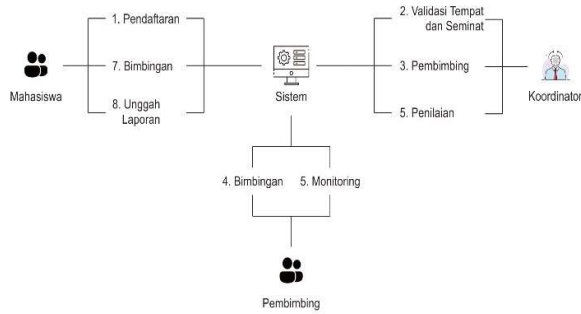 1. Pendaftaran
7. Bimbingan
8. Unggah
Laporan
Mahasiswa
Sistem
2. Validasi Tempat
dan Seminat
3. Pembimbing
5. Penilaian
Koordinator
4. Bimbingan
5. Monitoring
Pembimbing